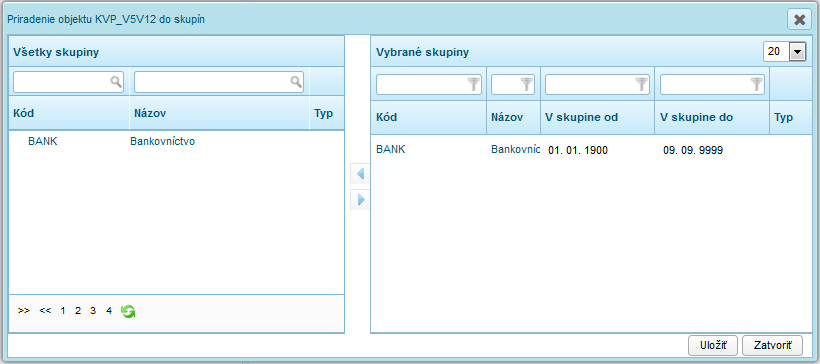 Priradenie objektu KVP_V5V12 do skupín
Všetky skupiny
Kód Názov Typ
BANK Bankovníctvo
>> << 1 2 3 4
Vybrané skupiny 20
Kód Názov V skupine od V skupine do Typ
BANK Bankovníc 01. 01. 1900 09. 09. 9999
Uložiť Zatvoriť